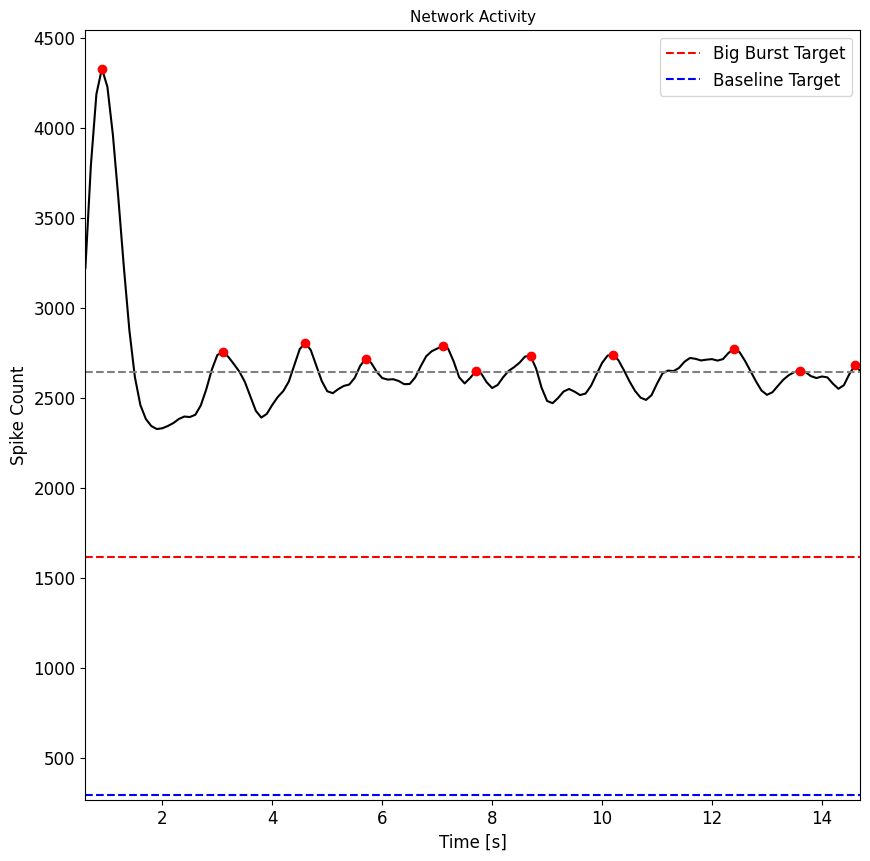 Network Activity
Big Burst Target
Baseline Target
4500
4000
3500
3000
2500
2000
1500
1000
500
Spike Count
2 4 6 8 10 12 14
Time [s]